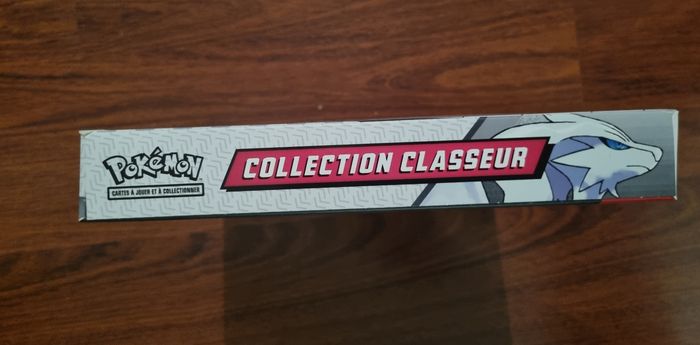 POKéMON
CARTES À JOUER ET À COLLECTIONNER
COLLECTION CLASSEUR